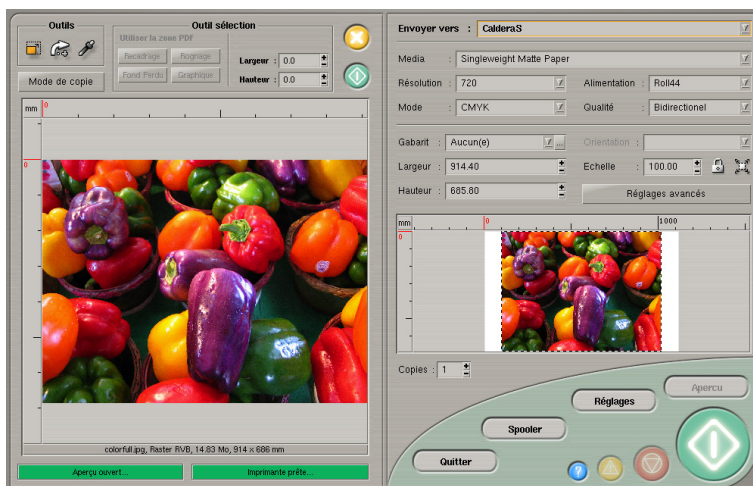 Outils
Mode de copie
Outil sélection
Utiliser la zone PDF
Recadrage Rognage
Fond Perdu Graphique
Largeur : 0.0
Hauteur : 0.0
mm 0
0
colorfull.jpg, Raster RVB, 14.83 Mo, 914 x 686 mm
Aperçu ouvert... Imprimante prête...
Envoyer vers : CalderaS
Media : Singleweight Matte Paper
Résolution : 720 Alimentation : Roll44
Mode : CMYK Qualité : Bidirectionel
Gabarit : Aucun(e) ... Orientation :
Largeur : 914.40 Echelle : 100.00
Hauteur : 685.80 Réglages avancés
mm 0 1000
0
Copies : 1
Apercu
Réglages
Spooler
Quitter
?